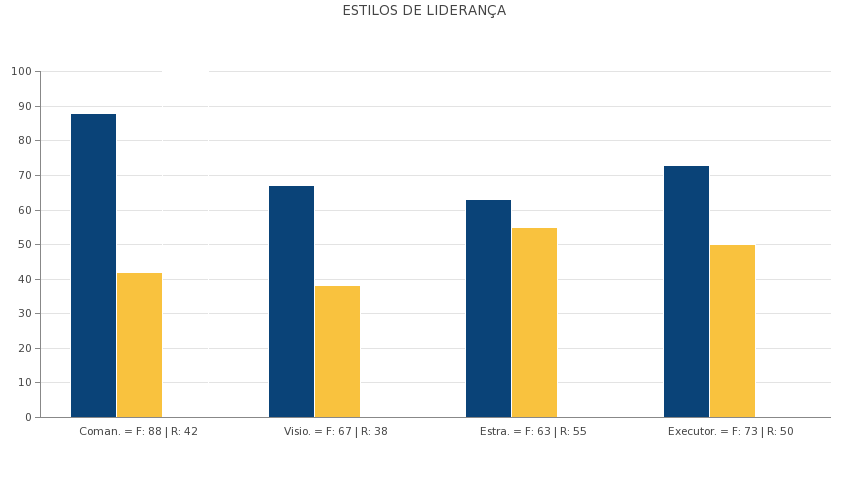 ESTILOS DE LIDERANÇA
100
90
80
70
60
50
40
30
20
10
0
Coman. = F: 88 | R: 42
Visio. = F: 67 | R: 38
Estra. = F: 63 | R: 55
Executor. = F: 73 | R: 50